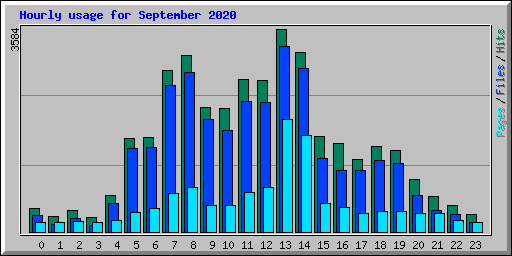 Hourly usage for September 2020
3584
Pages/Files/Hits
0 1 2 3 4 5 6 7 8 9 10 11 12 13 14 15 16 17 18 19 20 21 22 23